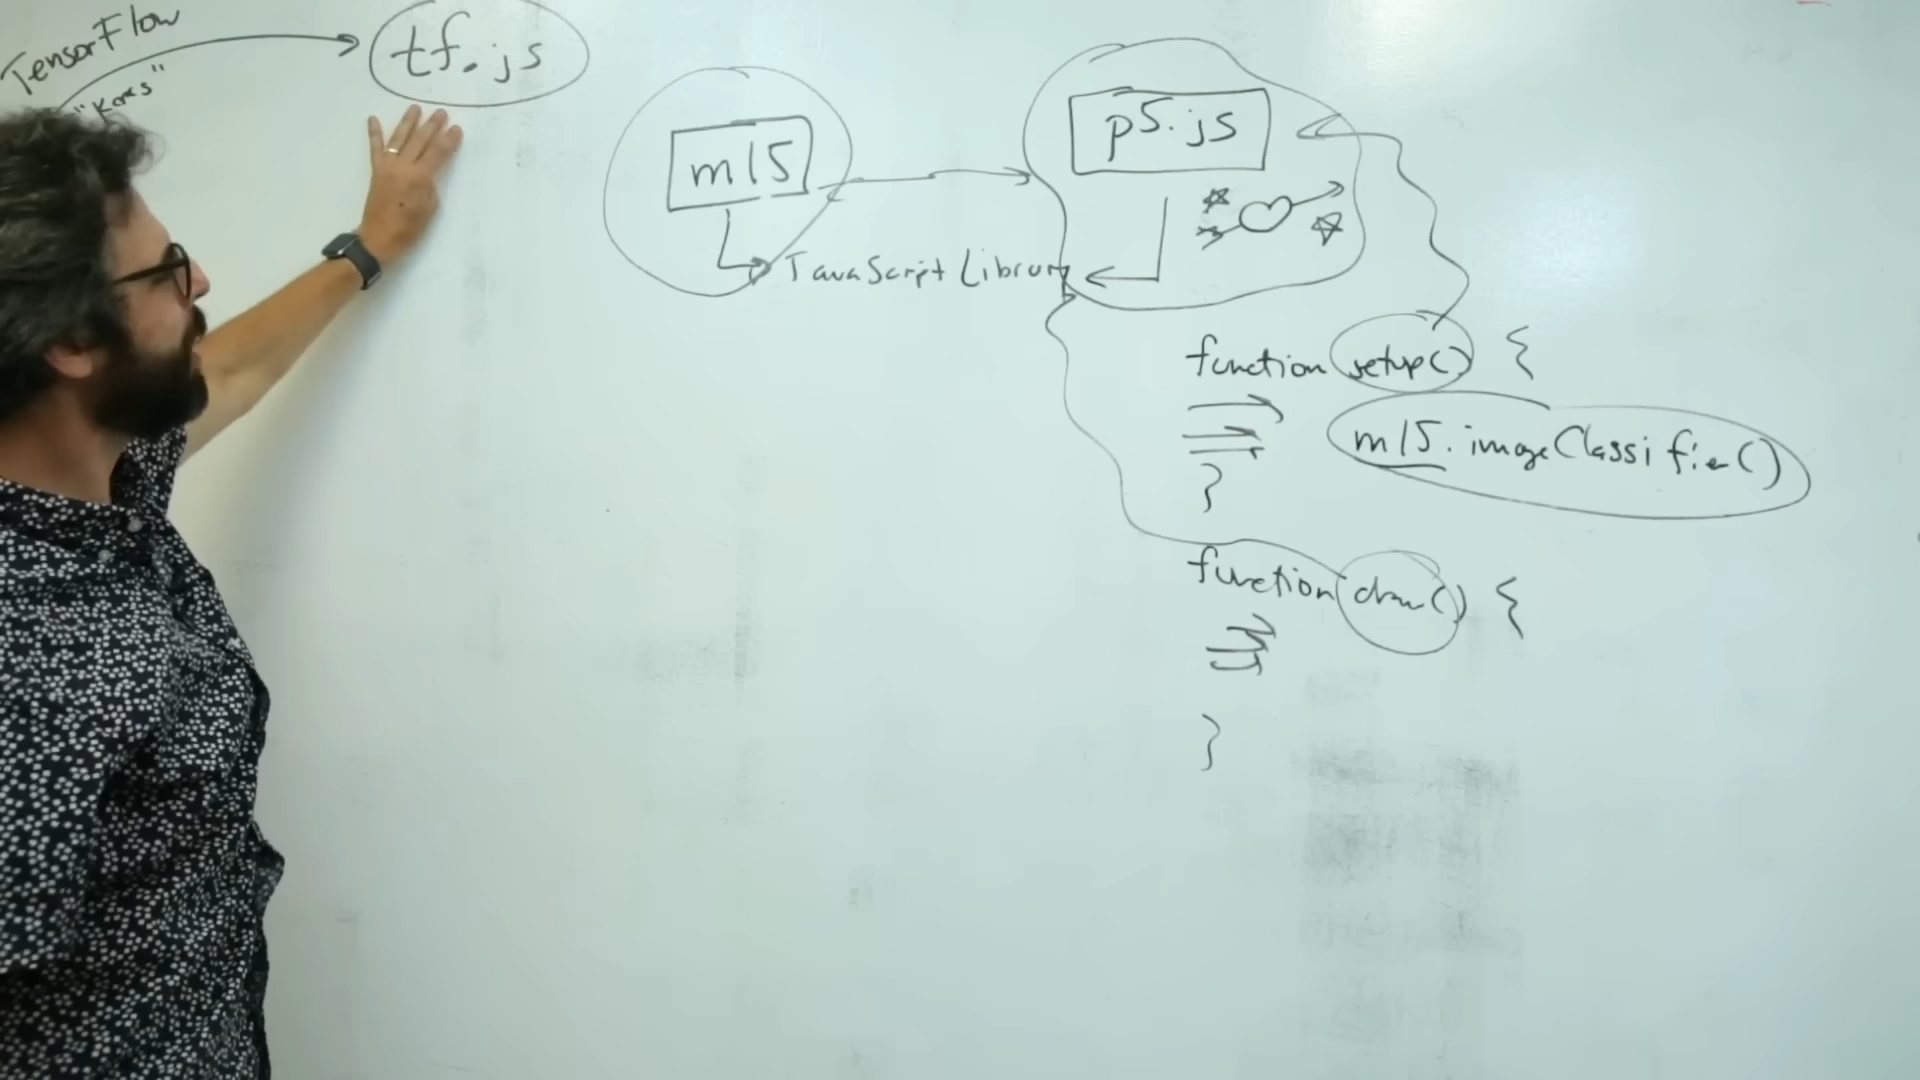 TensorFlow
"Keras"
tf.js
ml5
p5.js
JavaScript Library
function setup() {
ml5.imageClassifier()
}
function draw() {
}